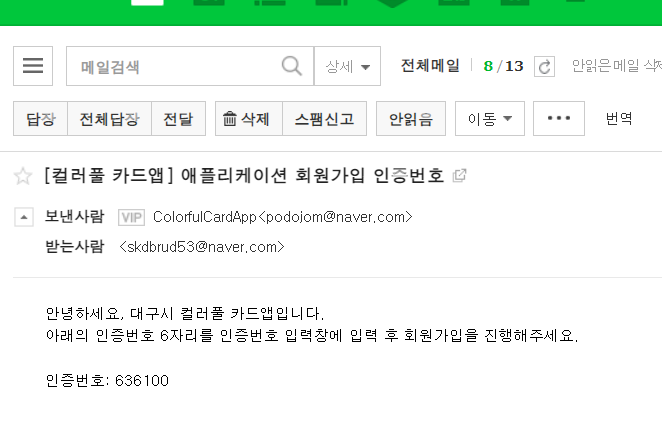 메일검색 상세 전체메일 8 / 13 안읽은메일 삭제
답장 전체답장 전달 삭제 스팸신고 안읽음 이동 ••• 번역
[컬러풀 카드앱] 애플리케이션 회원가입 인증번호
보낸사람 VIP ColorfulCardApp<podojom@naver.com>
받는사람 <skdbrud53@naver.com>
안녕하세요, 대구시 컬러풀 카드앱입니다.
아래의 인증번호 6자리를 인증번호 입력창에 입력 후 회원가입을 진행해주세요.
인증번호: 636100